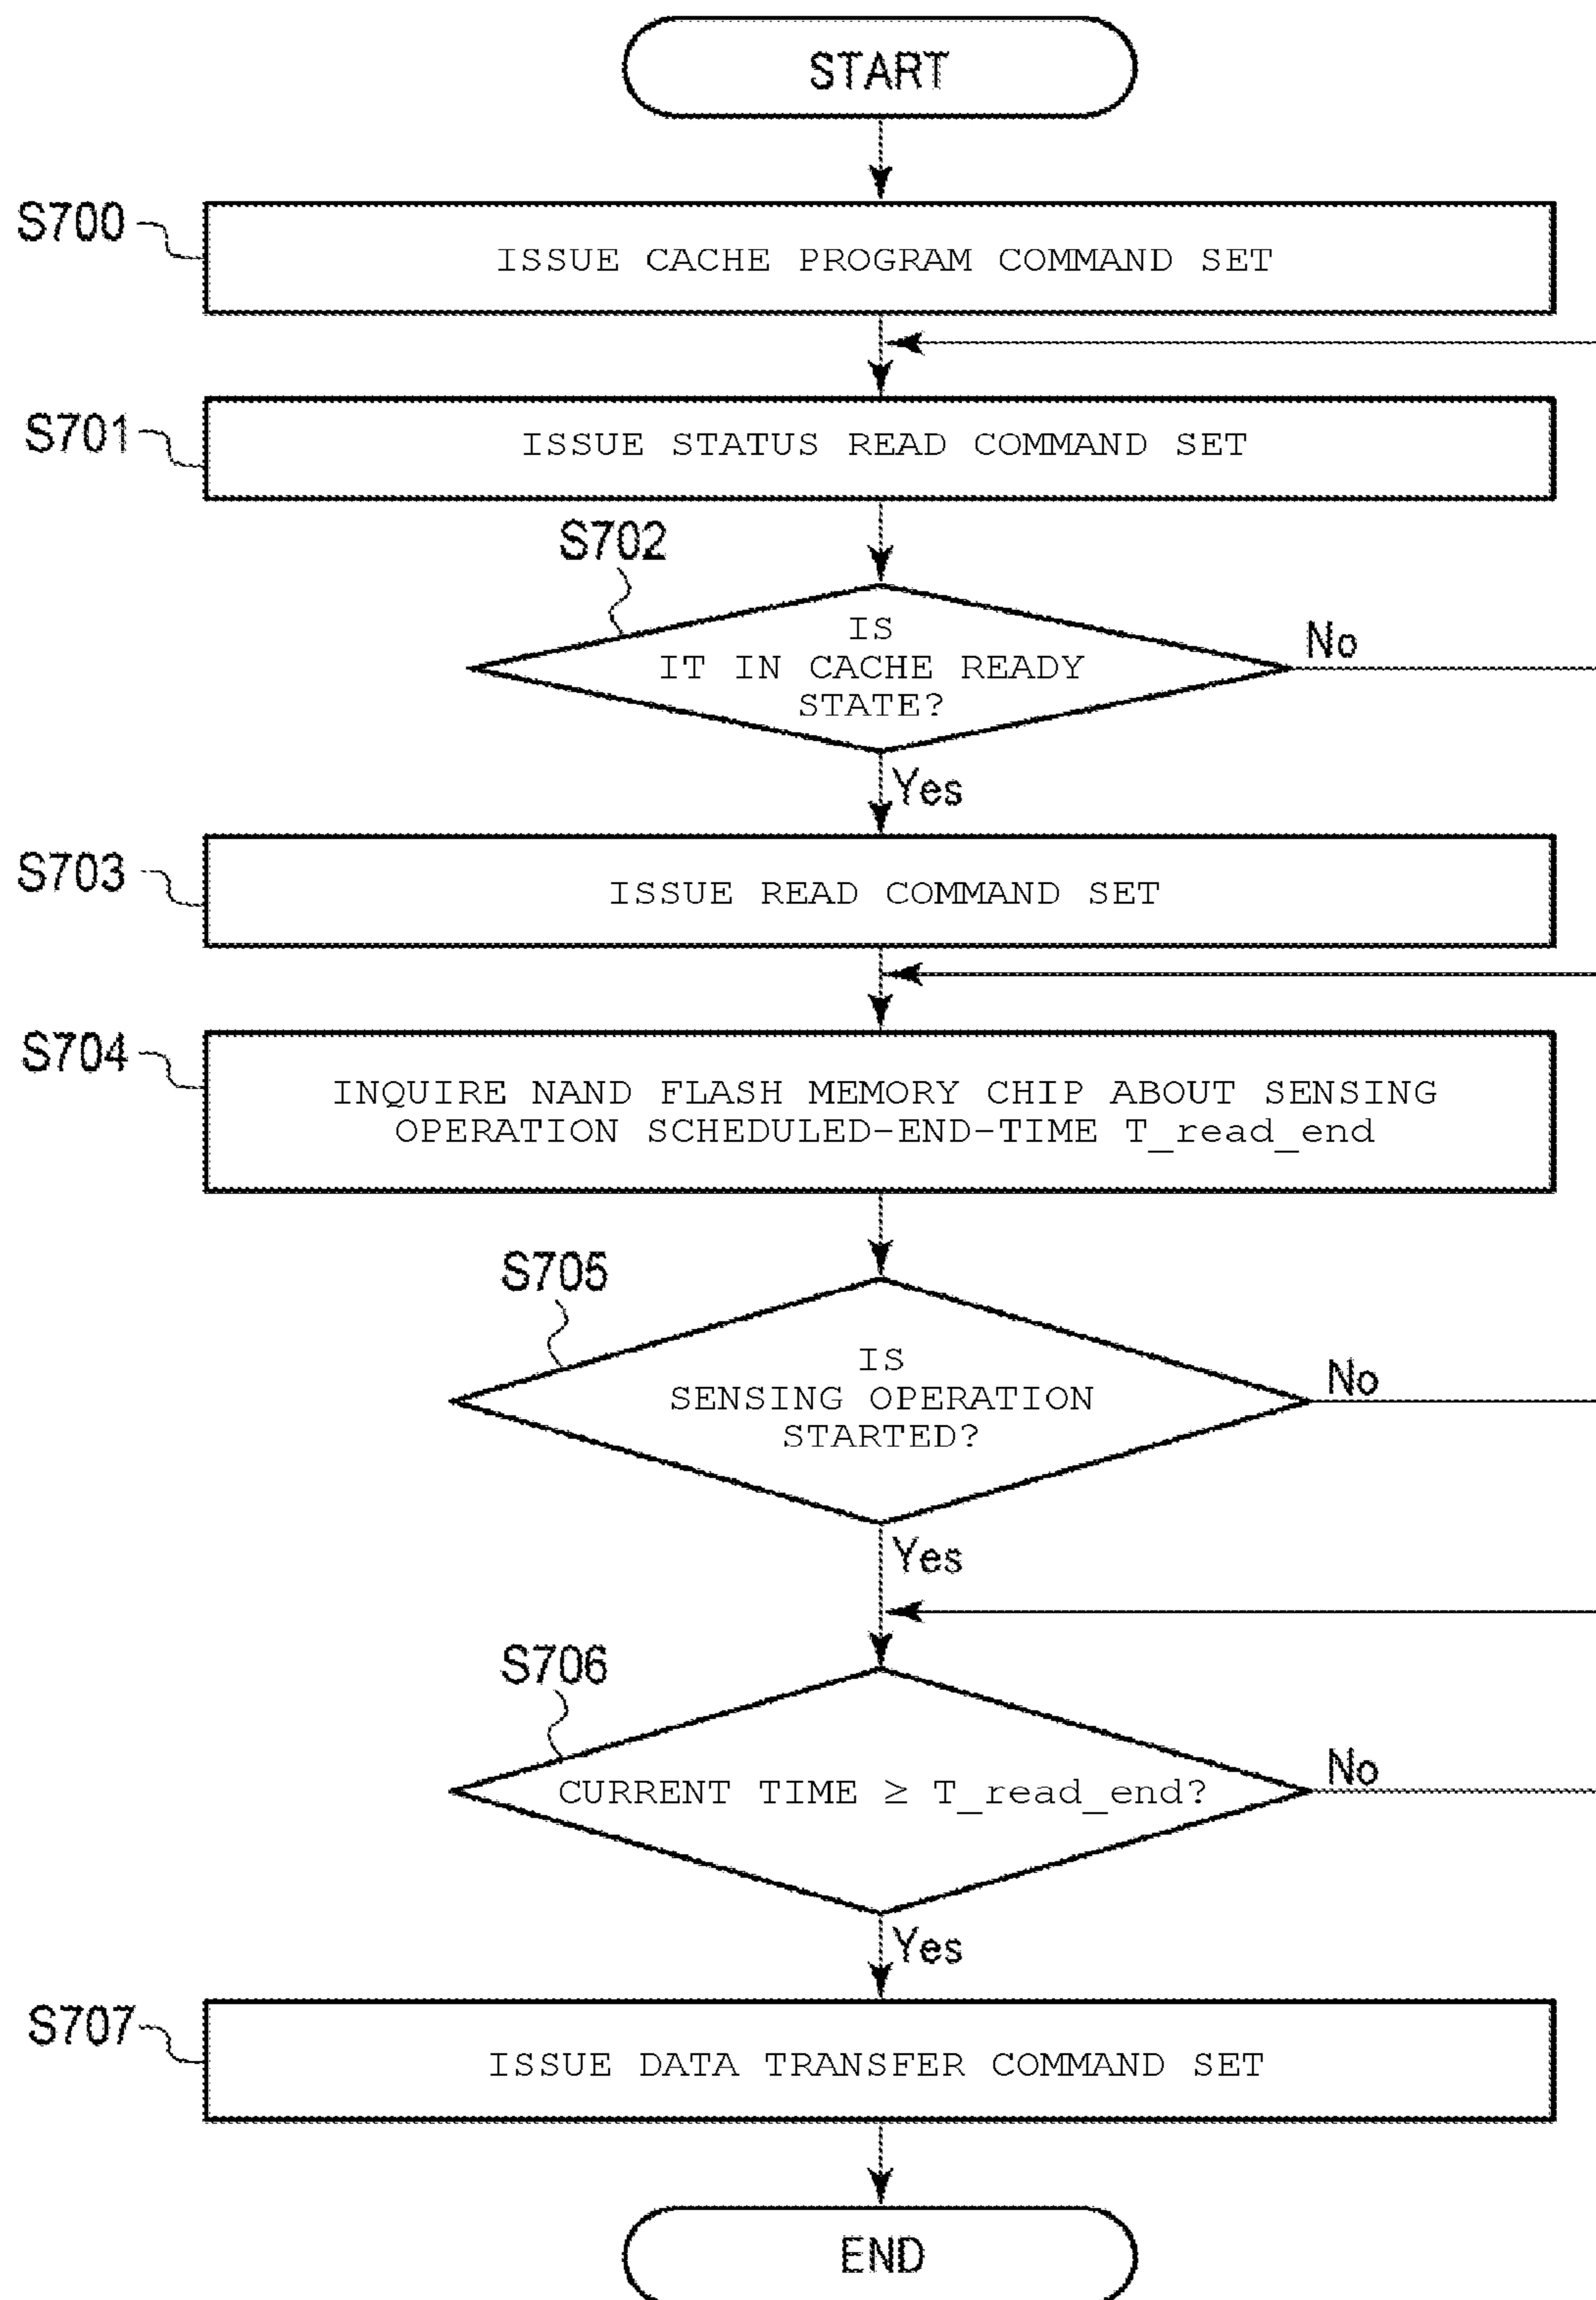 START
S700
ISSUE CACHE PROGRAM COMMAND SET
S701
ISSUE STATUS READ COMMAND SET
S702
IS
IT IN CACHE READY
STATE?
No
Yes
S703
ISSUE READ COMMAND SET
S704
INQUIRE NAND FLASH MEMORY CHIP ABOUT SENSING
OPERATION SCHEDULED-END-TIME T_read_end
S705
IS
SENSING OPERATION
STARTED?
No
Yes
S706
CURRENT TIME ≥ T_read_end?
No
Yes
S707
ISSUE DATA TRANSFER COMMAND SET
END